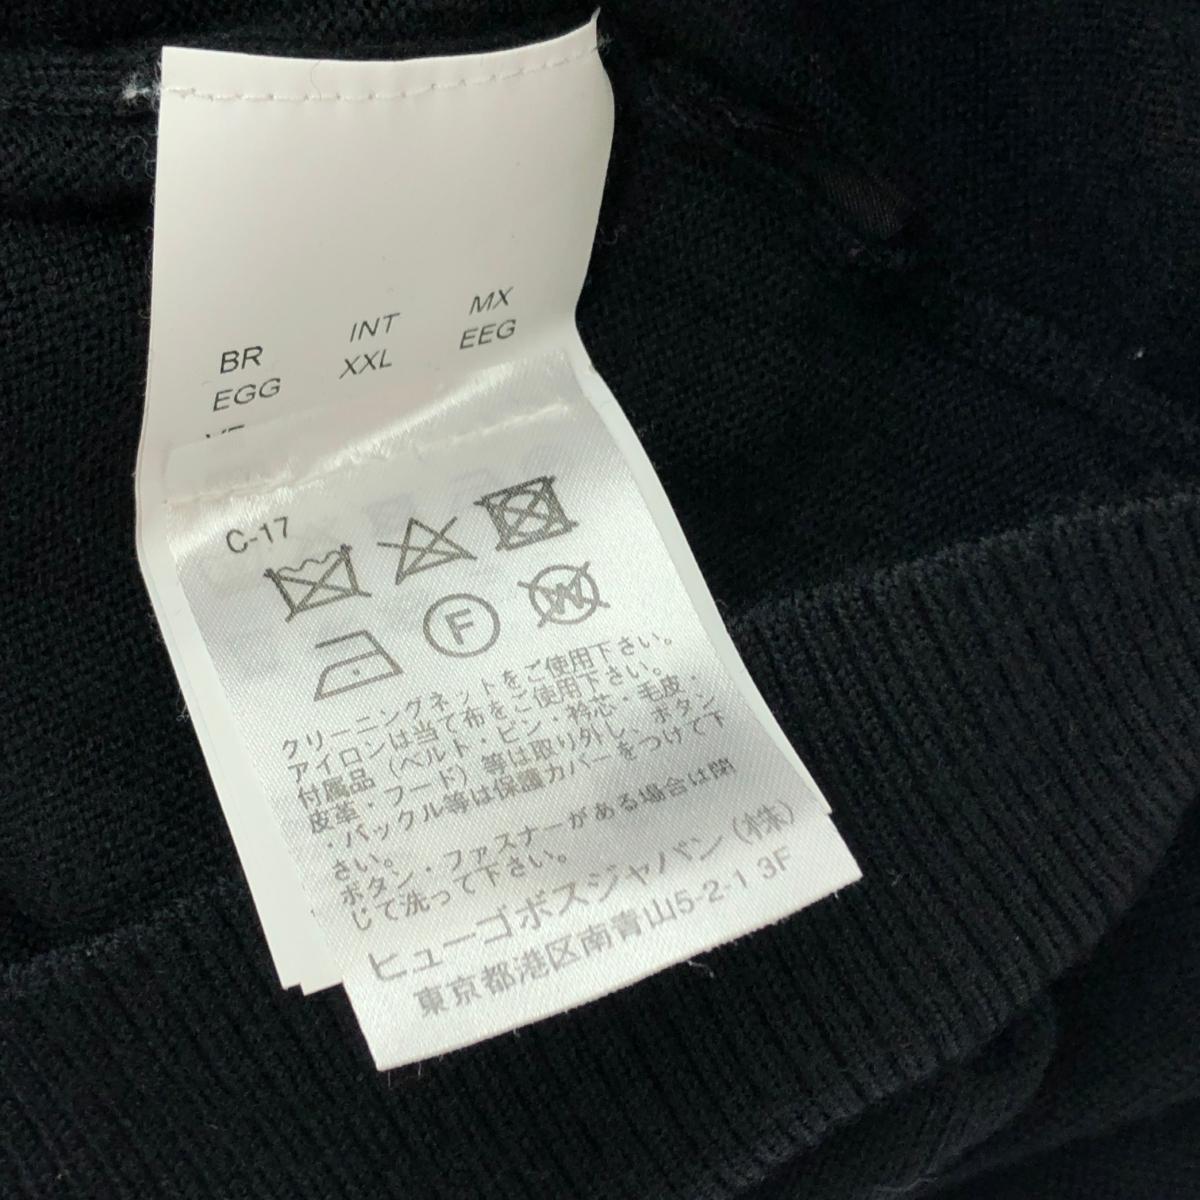 BR INT MX
EGG XXL EEG
C-17
F
W
クリーニングネットをご使用下さい。
アイロンは当て布をご使用下さい。
付属品（ベルト・ピン・衿芯・毛皮・
皮革・フード）等は取り外し、ボタン
・バックル等は保護カバーをつけて下
さい。
ボタン・ファスナーがある場合は閉
じて洗って下さい。
ヒューゴボスジャパン（株）
東京都港区南青山5-2-1 3F